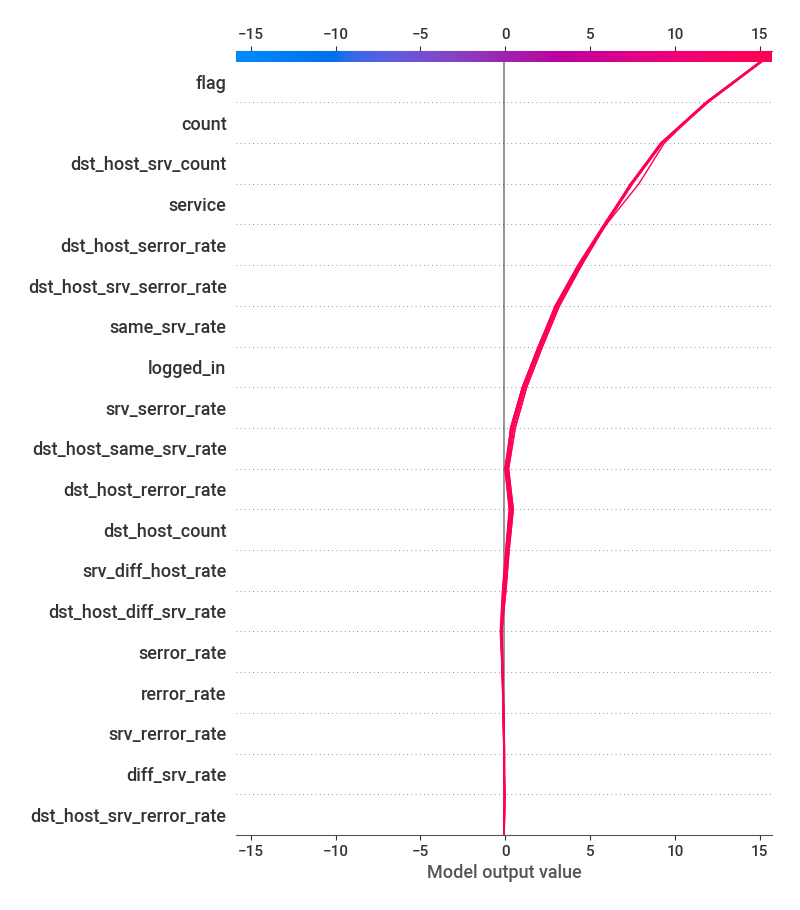 −15 −10 −5 0 5 10 15
flag
count
dst_host_srv_count
service
dst_host_serror_rate
dst_host_srv_serror_rate
same_srv_rate
logged_in
srv_serror_rate
dst_host_same_srv_rate
dst_host_rerror_rate
dst_host_count
srv_diff_host_rate
dst_host_diff_srv_rate
serror_rate
rerror_rate
srv_rerror_rate
diff_srv_rate
dst_host_srv_rerror_rate
−15 −10 −5 0 5 10 15
Model output value